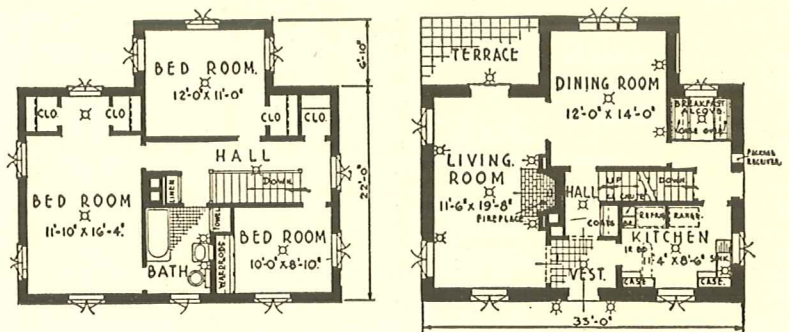 BED ROOM.
12'-0" X 11'-0"
6'-10"
CLO.
CLO.
CLO.
CLO.
HALL
DOWN
22'-0"
BED ROOM
11'-10" X 16'-4"
LINEN
TOWEL
BATH
WARDROBE
BED ROOM
10'-0" X 8'-10"
TERRACE
DINING ROOM
12'-0" X 14'-0"
BREAKFAST
ALCOVE
PACKAGE
RECEIVER
LIVING
ROOM
11'-6" X 19'-8"
FIREPLACE
HALL
UP
DOWN
CHUTE
COATS
REFRIG
RANGE
KITCHEN
11'-4" X 8'-6"
SINK
VEST.
CASE
CASE
33'-0"